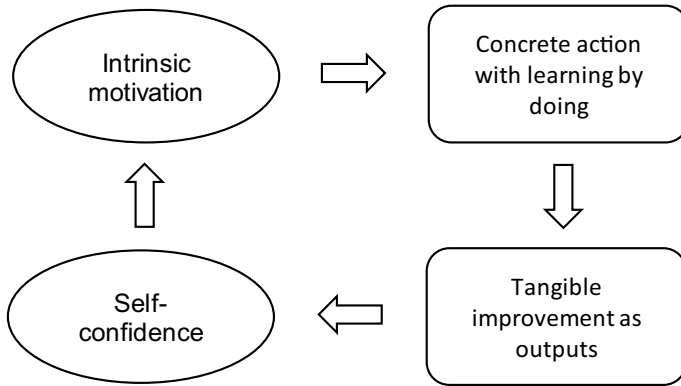 Intrinsic
motivation
Concrete action
with learning by
doing
Self-
confidence
Tangible
improvement as
outputs